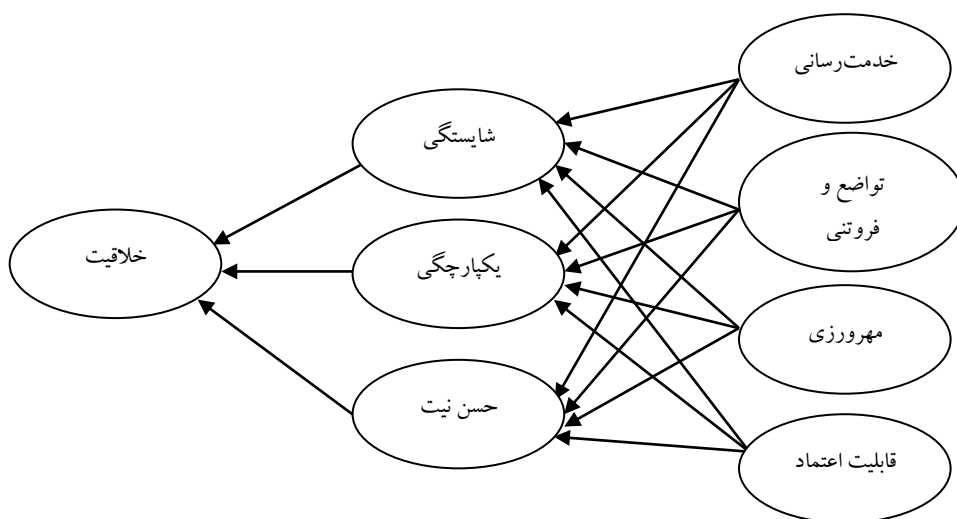 خدمت‌رسانی
تواضع و
فروتنی
مهرورزی
قابلیت اعتماد
شایستگی
یکپارچگی
حسن نیت
خلاقیت